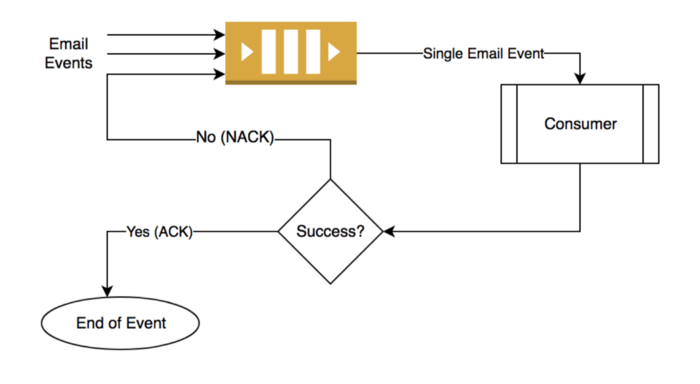 Email
Events
Single Email Event
Consumer
No (NACK)
Success?
Yes (ACK)
End of Event